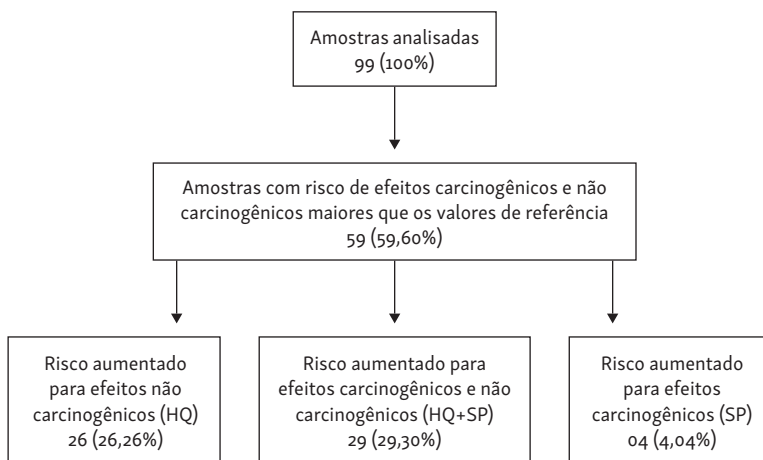 Amostras analisadas
99 (100%)
Amostras com risco de efeitos carcinogênicos e não
carcinogênicos maiores que os valores de referência
59 (59,60%)
Risco aumentado
para efeitos não
carcinogênicos (HQ)
26 (26,26%)
Risco aumentado para
efeitos carcinogênicos e não
carcinogênicos (HQ+SP)
29 (29,30%)
Risco aumentado
para efeitos
carcinogênicos (SP)
04 (4,04%)